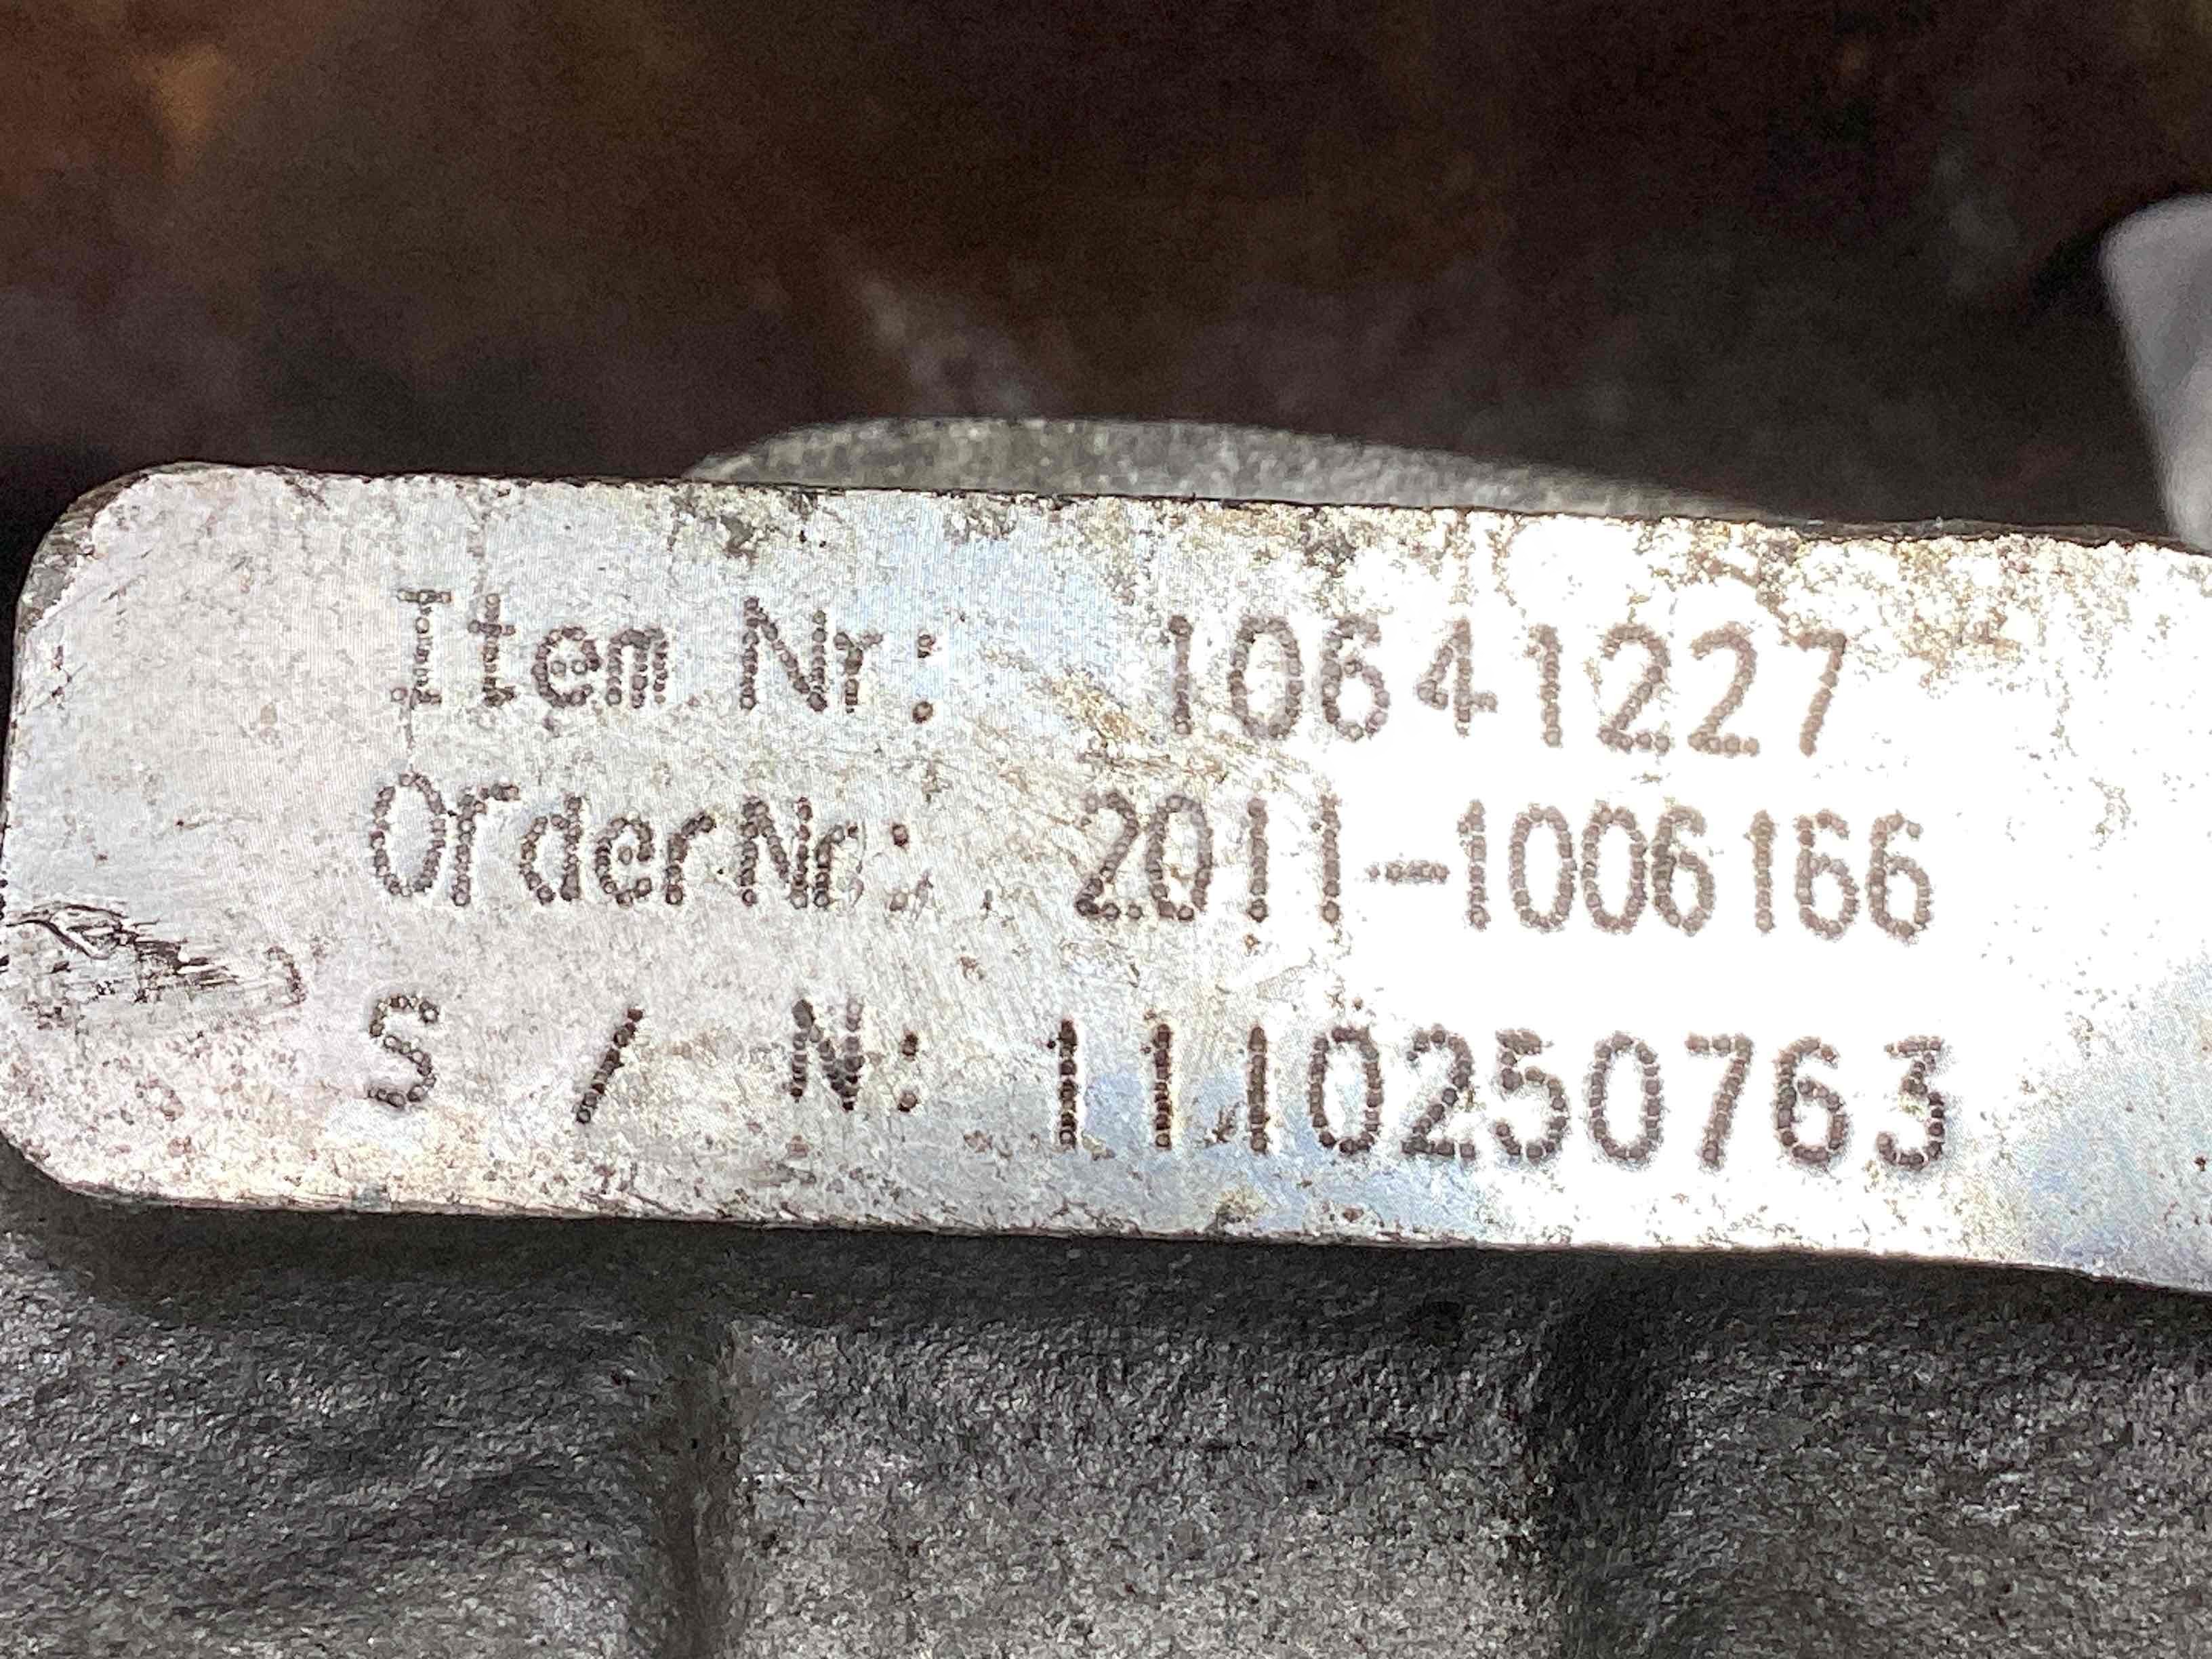 Item Nr: 10641227
OrderNr: 2011-1006166
S / N: 1110250763